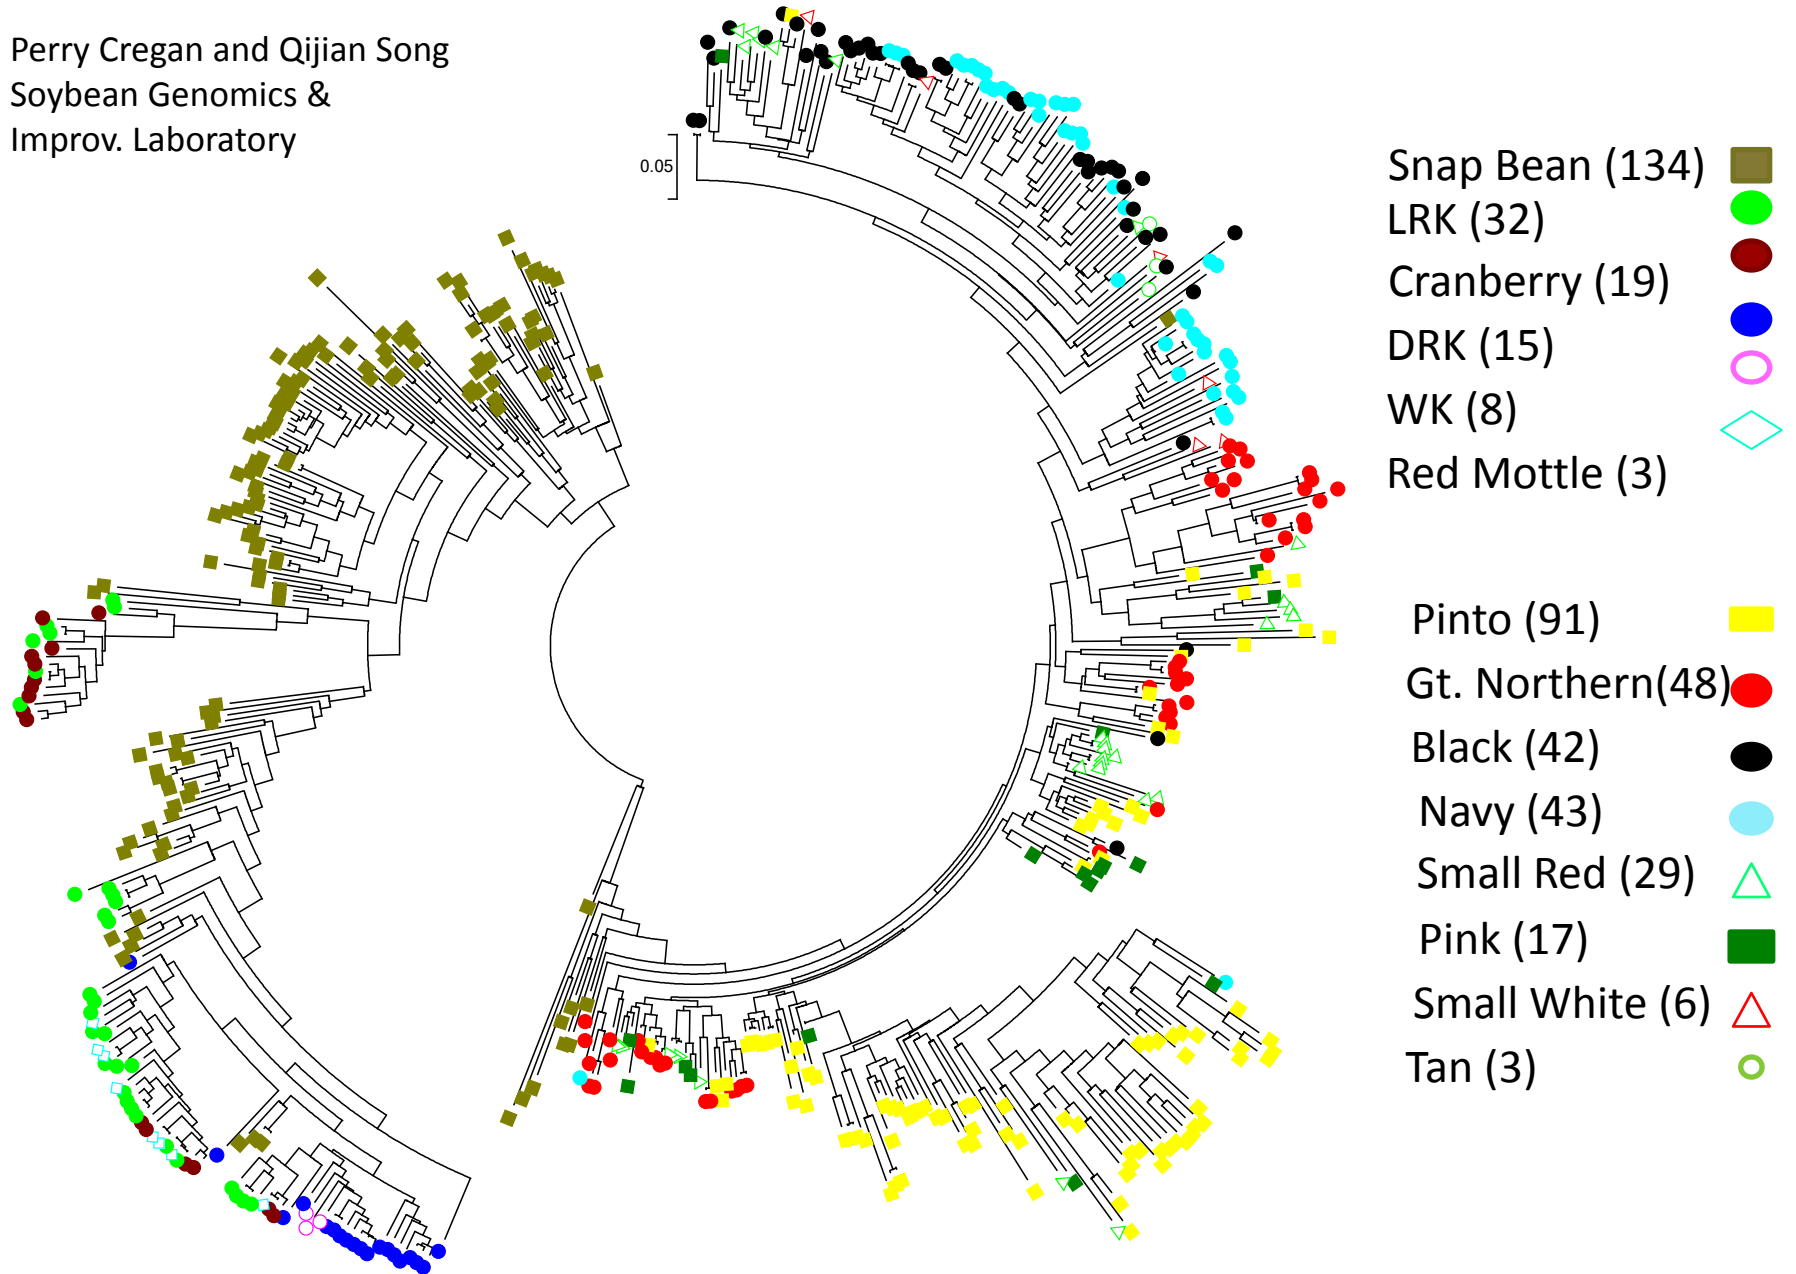 Perry Cregan and Qijian Song
Soybean Genomics &
Improv. Laboratory
0.05
Snap Bean (134)
LRK (32)
Cranberry (19)
DRK (15)
WK (8)
Red Mottle (3)
Pinto (91)
Gt. Northern(48)
Black (42)
Navy (43)
Small Red (29)
Pink (17)
Small White (6)
Tan (3)